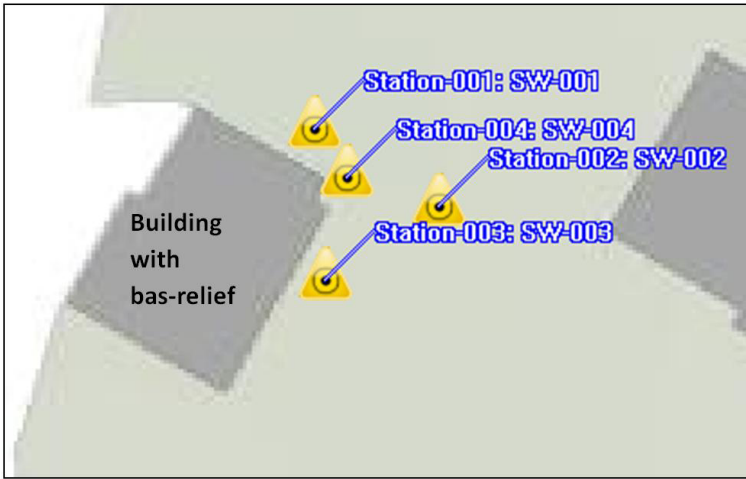 Station-001: SW-001
Station-004: SW-004
Station-002: SW-002
Station-003: SW-003
Building
with
bas-relief